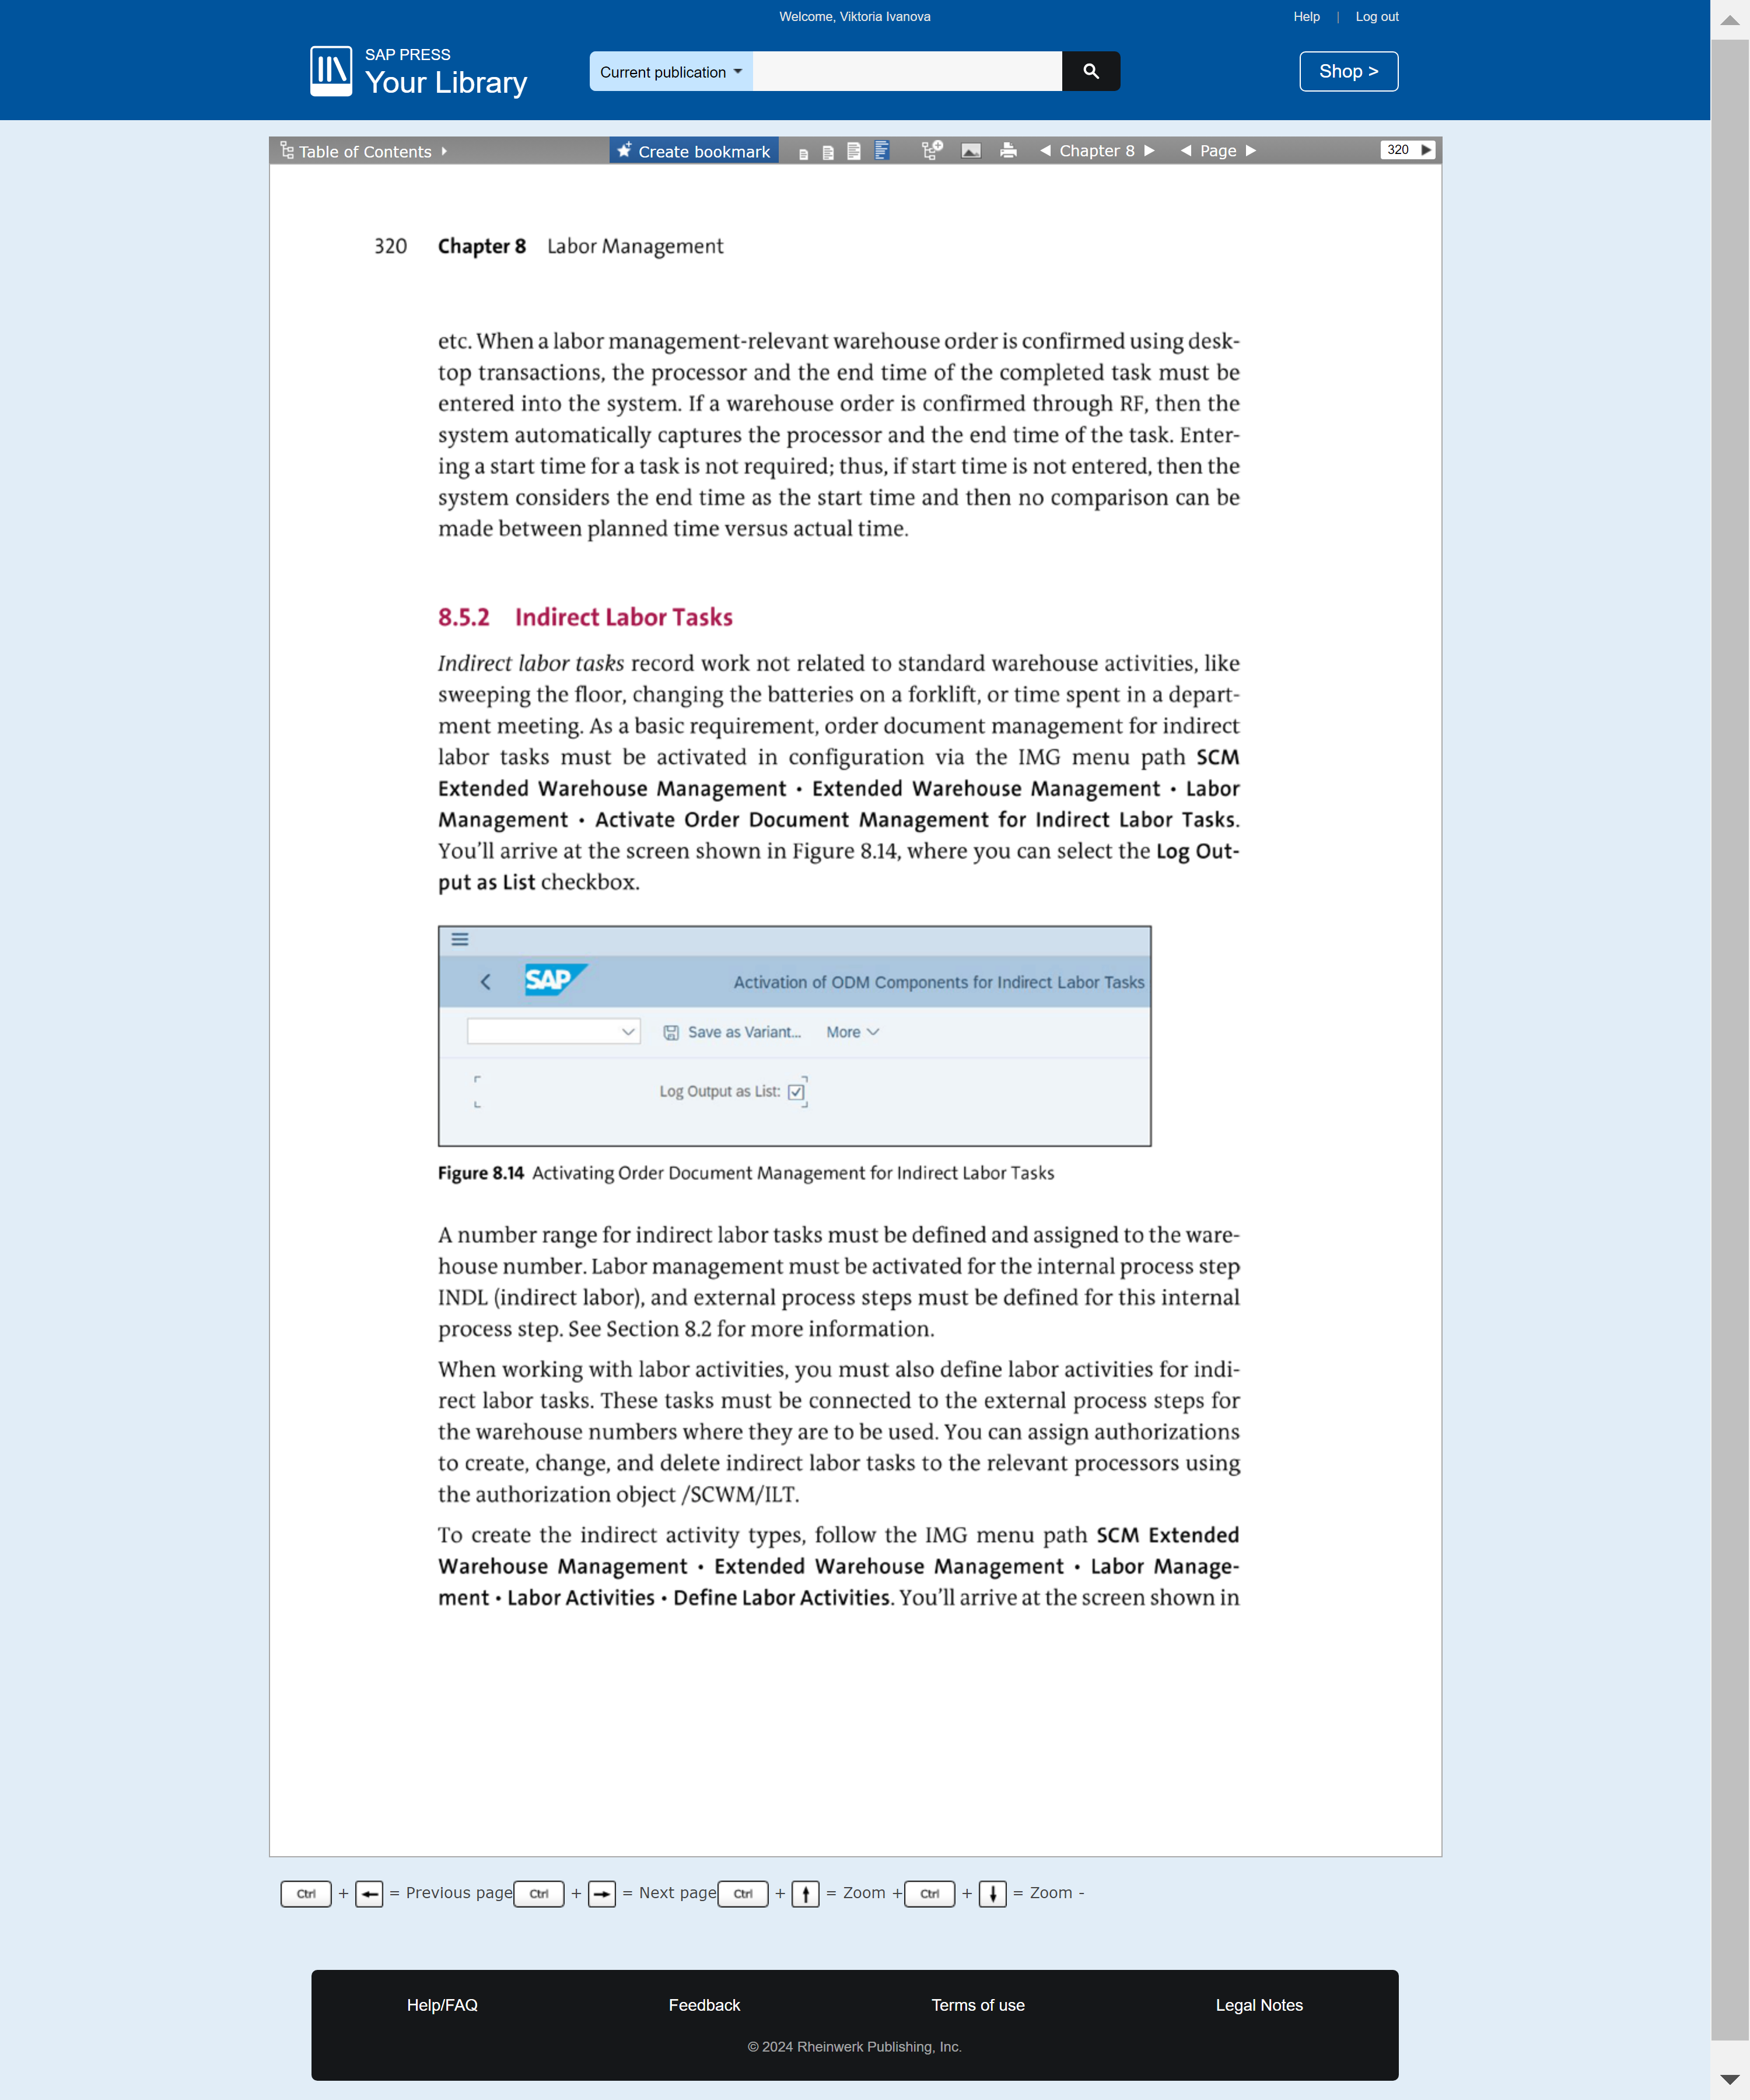 Welcome, Viktoria Ivanova
Help | Log out
SAP PRESS
Your Library
Current publication
Shop >
Table of Contents
Create bookmark
Chapter 8
Page
320
320 Chapter 8 Labor Management
etc. When a labor management-relevant warehouse order is confirmed using desk-
top transactions, the processor and the end time of the completed task must be
entered into the system. If a warehouse order is confirmed through RF, then the
system automatically captures the processor and the end time of the task. Enter-
ing a start time for a task is not required; thus, if start time is not entered, then the
system considers the end time as the start time and then no comparison can be
made between planned time versus actual time.
8.5.2 Indirect Labor Tasks
Indirect labor tasks record work not related to standard warehouse activities, like
sweeping the floor, changing the batteries on a forklift, or time spent in a depart-
ment meeting. As a basic requirement, order document management for indirect
labor tasks must be activated in configuration via the IMG menu path SCM
Extended Warehouse Management • Extended Warehouse Management • Labor
Management • Activate Order Document Management for Indirect Labor Tasks.
You'll arrive at the screen shown in Figure 8.14, where you can select the Log Out-
put as List checkbox.
SAP
Activation of ODM Components for Indirect Labor Tasks
Save as Variant... More
Log Output as List:
Figure 8.14 Activating Order Document Management for Indirect Labor Tasks
A number range for indirect labor tasks must be defined and assigned to the ware-
house number. Labor management must be activated for the internal process step
INDL (indirect labor), and external process steps must be defined for this internal
process step. See Section 8.2 for more information.
When working with labor activities, you must also define labor activities for indi-
rect labor tasks. These tasks must be connected to the external process steps for
the warehouse numbers where they are to be used. You can assign authorizations
to create, change, and delete indirect labor tasks to the relevant processors using
the authorization object /SCWM/ILT.
To create the indirect activity types, follow the IMG menu path SCM Extended
Warehouse Management • Extended Warehouse Management • Labor Manage-
ment • Labor Activities • Define Labor Activities. You'll arrive at the screen shown in
Ctrl + ← = Previous page Ctrl + → = Next page Ctrl + ↑ = Zoom + Ctrl + ↓ = Zoom -
Help/FAQ
Feedback
Terms of use
Legal Notes
© 2024 Rheinwerk Publishing, Inc.